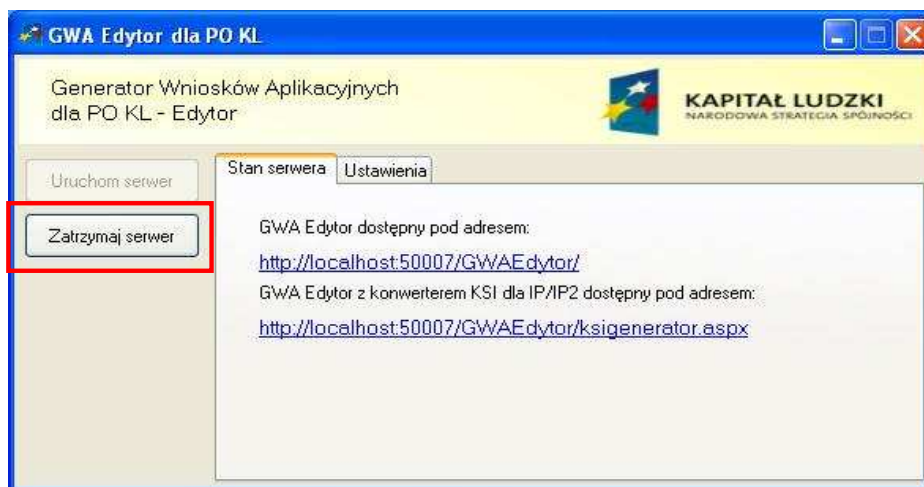 GWA Edytor dla PO KL
Generator Wniosków Aplikacyjnych
dla PO KL - Edytor
KAPITAŁ LUDZKI
NARODOWA STRATEGIA SPÓJNOŚCI
Uruchom serwer
Zatrzymaj serwer
Stan serwera
Ustawienia
GWA Edytor dostępny pod adresem:
http://localhost:50007/GWAEdytor/
GWA Edytor z konwerterem KSI dla IP/IP2 dostępny pod adresem:
http://localhost:50007/GWAEdytor/ksigenerator.aspx